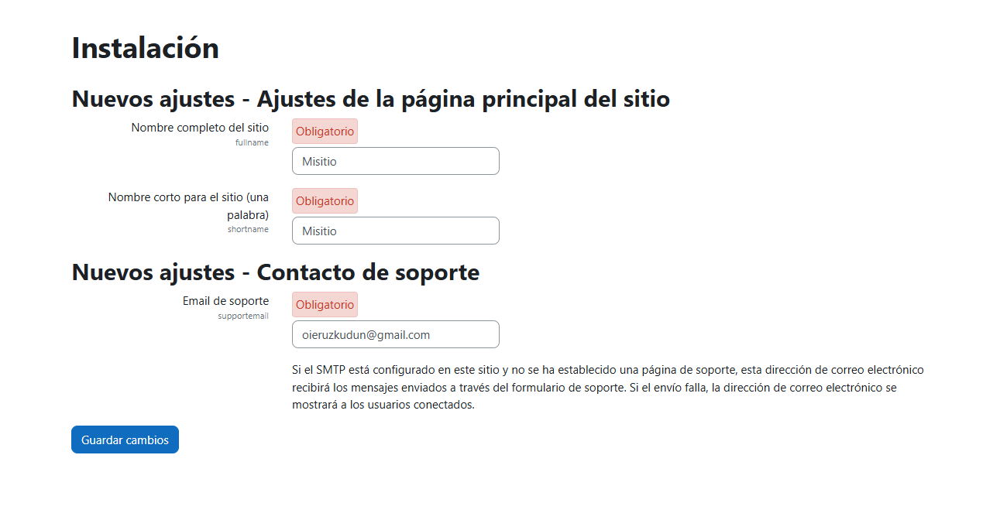 Instalación
Nuevos ajustes - Ajustes de la página principal del sitio
Nombre completo del sitio
fullname
Obligatorio
Misitio
Nombre corto para el sitio (una
palabra)
shortname
Obligatorio
Misitio
Nuevos ajustes - Contacto de soporte
Email de soporte
supportemail
Obligatorio
oieruzkudun@gmail.com
Si el SMTP está configurado en este sitio y no se ha establecido una página de soporte, esta dirección de correo electrónico
recibirá los mensajes enviados a través del formulario de soporte. Si el envío falla, la dirección de correo electrónico se
mostrará a los usuarios conectados.
Guardar cambios